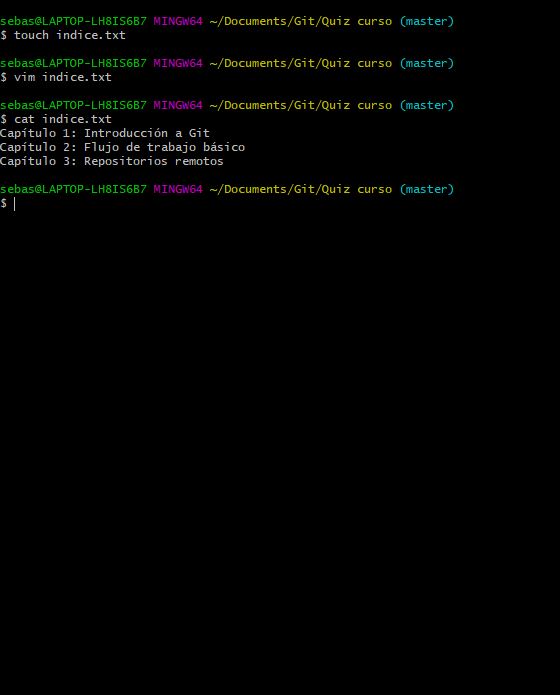 sebas@LAPTOP-LH8IS6B7 MINGW64 ~/Documents/Git/Quiz curso (master)
$ touch indice.txt
sebas@LAPTOP-LH8IS6B7 MINGW64 ~/Documents/Git/Quiz curso (master)
$ vim indice.txt
sebas@LAPTOP-LH8IS6B7 MINGW64 ~/Documents/Git/Quiz curso (master)
$ cat indice.txt
Capítulo 1: Introducción a Git
Capítulo 2: Flujo de trabajo básico
Capítulo 3: Repositorios remotos
sebas@LAPTOP-LH8IS6B7 MINGW64 ~/Documents/Git/Quiz curso (master)
$